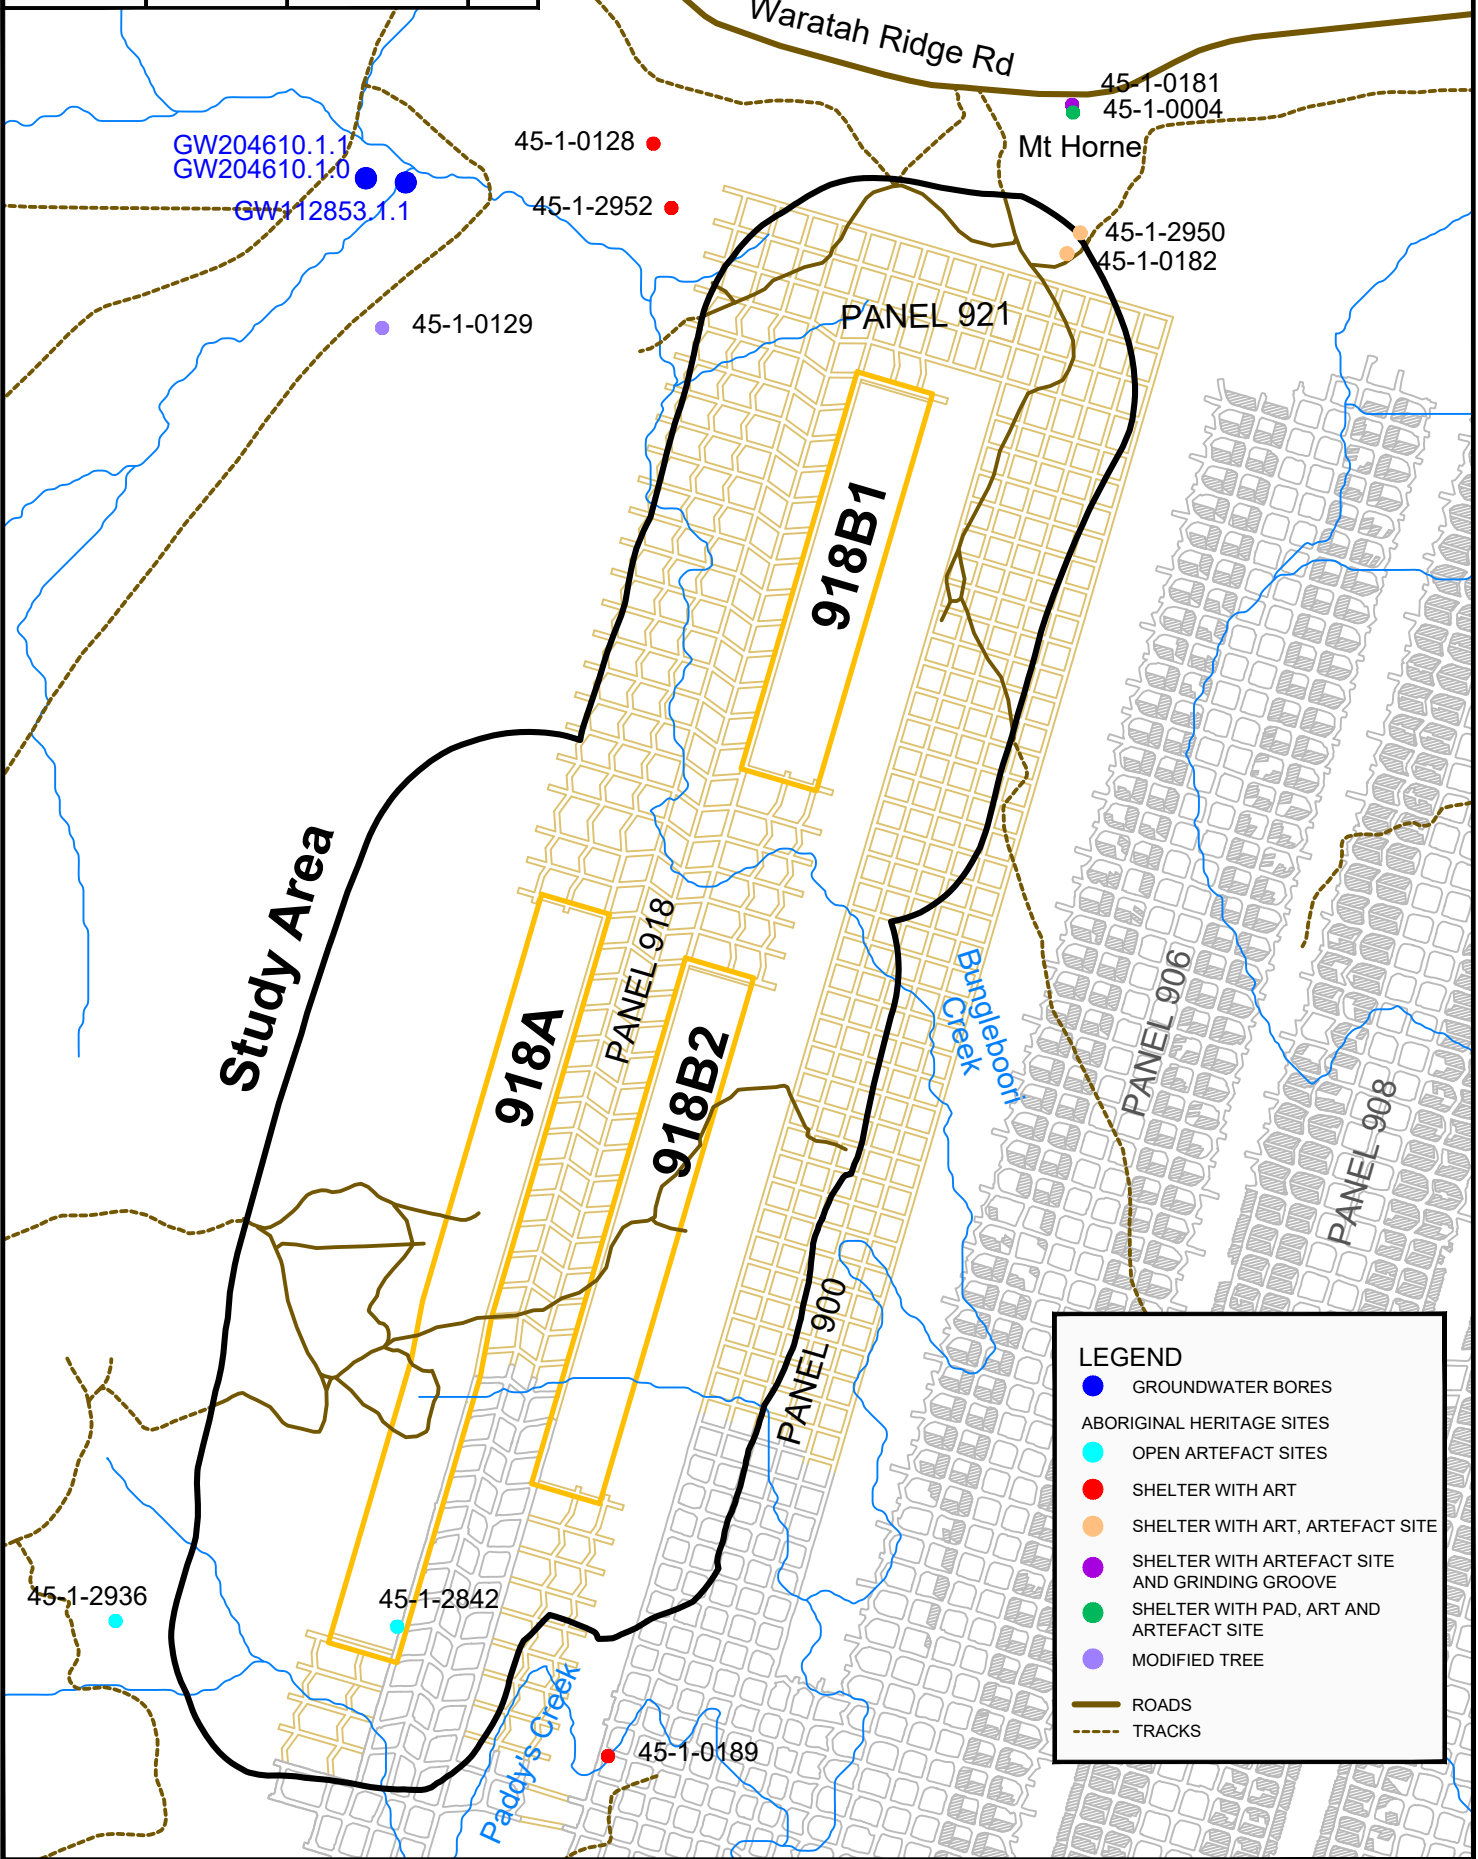 Waratah Ridge Rd
45-1-0181
45-1-0004
Mt Horne
GW204610.1.1
GW204610.1.0
GW112853.1.1
45-1-0128
45-1-2952
45-1-2950
45-1-0182
45-1-0129
PANEL 921
918B1
Study Area
PANEL 918
918A
918B2
Bungleboori
Creek
PANEL 906
PANEL 908
PANEL 900
45-1-2936
45-1-2842
Paddy's Creek
45-1-0189
LEGEND
GROUNDWATER BORES
ABORIGINAL HERITAGE SITES
OPEN ARTEFACT SITES
SHELTER WITH ART
SHELTER WITH ART, ARTEFACT SITE
SHELTER WITH ARTEFACT SITE
AND GRINDING GROOVE
SHELTER WITH PAD, ART AND
ARTEFACT SITE
MODIFIED TREE
ROADS
TRACKS